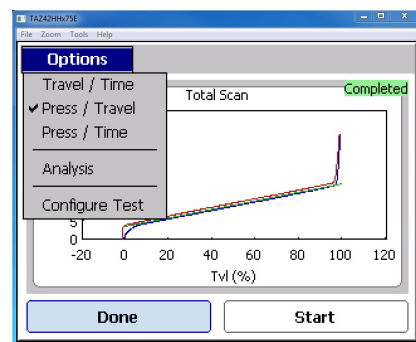 TAZ42HHx75E
File Zoom Tools Help
Options
Travel / Time
Press / Travel
Press / Time
Analysis
Configure Test
Total Scan
Completed
5
0
-20 0 20 40 60 80 100 120
Tvl (%)
Done
Start